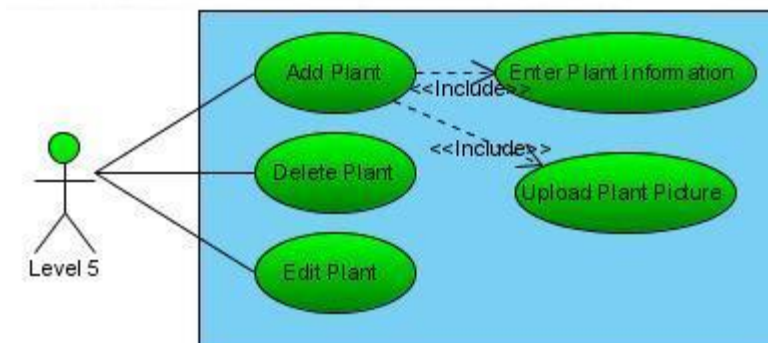 Add Plant
Enter Plant Information
<<Include>>
<<Include>>
Delete Plant
Upload Plant Picture
Edit Plant
Level 5